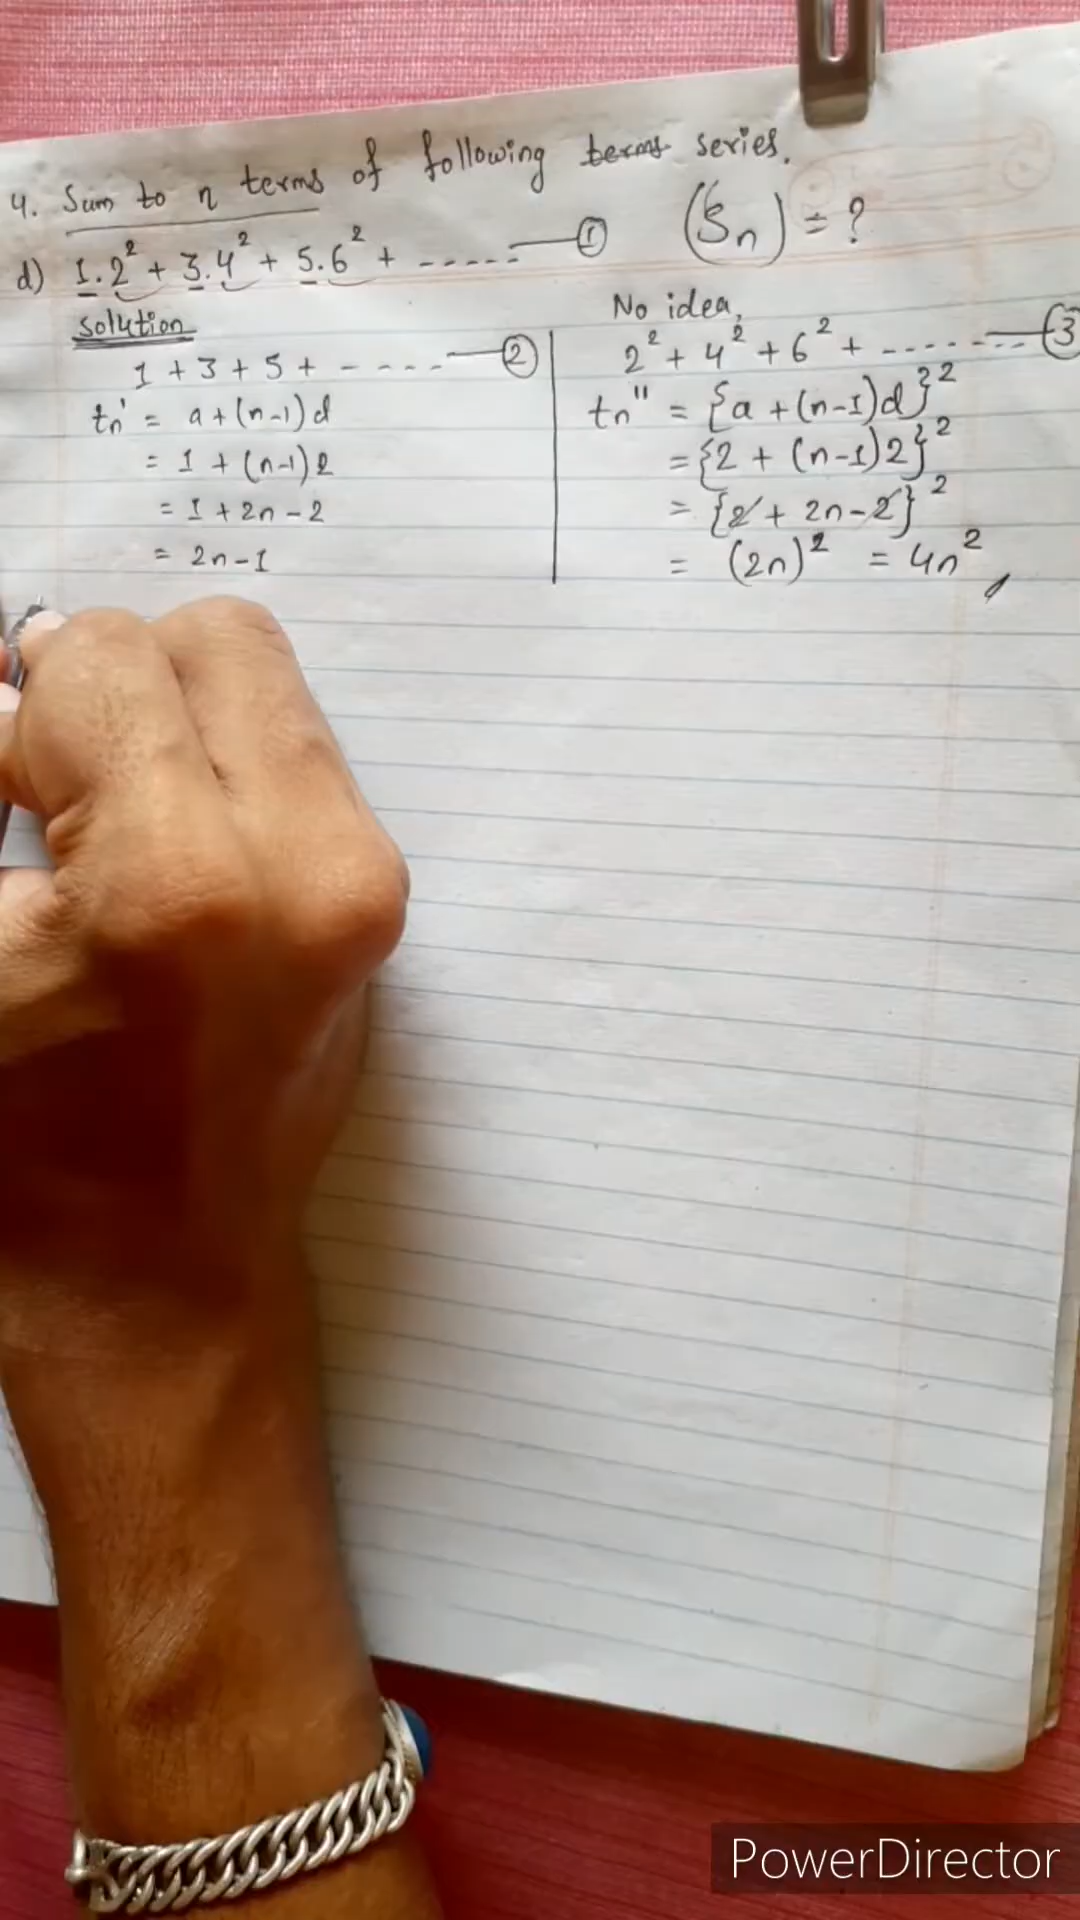 4. Sum to n terms of following terms series.
d) 1.2² + 3.4² + 5.6² + ------ ① (Sn) = ?
solution
1 + 3 + 5 + ----- ②
tn' = a + (n-1) d
= 1 + (n-1) 2
= 1 + 2n - 2
= 2n - 1
No idea,
2² + 4² + 6² + ------- ③
tn" = {a + (n-1)d}²
= {2 + (n-1)2}²
= {2 + 2n - 2}²
= (2n)² = 4n²
PowerDirector